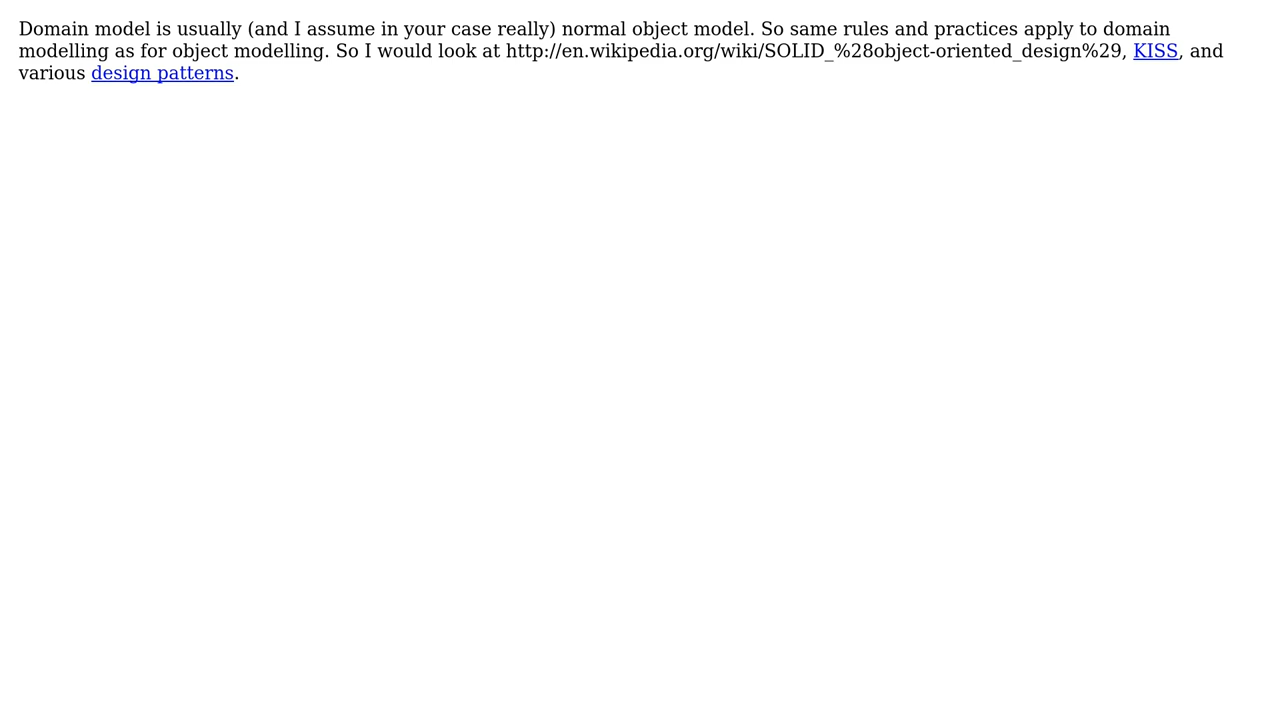 Domain model is usually (and I assume in your case really) normal object model. So same rules and practices apply to domain
modelling as for object modelling. So I would look at http://en.wikipedia.org/wiki/SOLID_%28object-oriented_design%29, KISS, and
various design patterns.